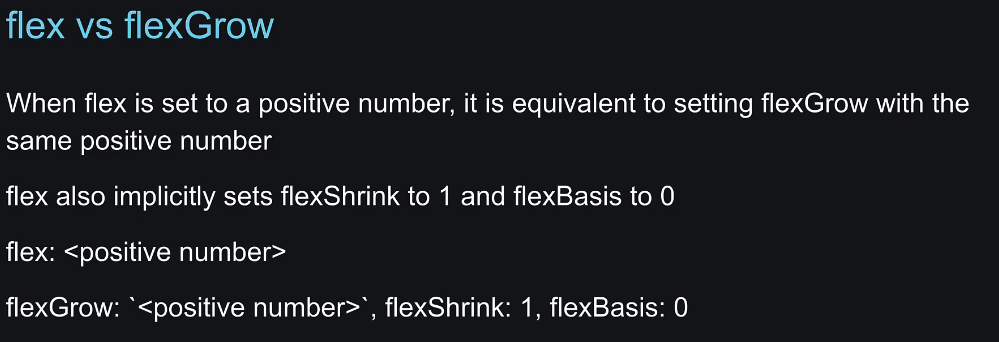 flex vs flexGrow
When flex is set to a positive number, it is equivalent to setting flexGrow with the
same positive number
flex also implicitly sets flexShrink to 1 and flexBasis to 0
flex: <positive number>
flexGrow: `<positive number>`, flexShrink: 1, flexBasis: 0